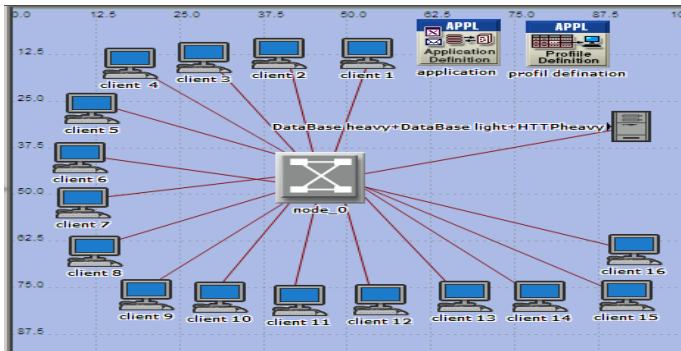 0.0 12.5 25.0 37.5 50.0 62.5 75.0 87.5 10
12.5
25.0
37.5
50.0
62.5
75.0
87.5
APPL
Application
Definition
application
APPL
Profile
Definition
profil defination
client 4
client 3
client 2
client 1
client 5
DataBase heavy+DataBase light+HTTPheavy
client 6
node_0
client 7
client 8
client 16
client 9
client 10
client 11
client 12
client 13
client 14
client 15